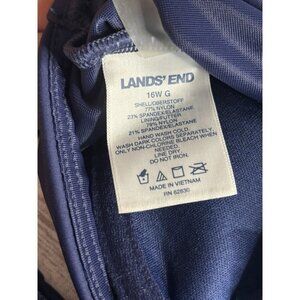 LANDS' END
16W G
SHELL/OBERSTOFF
77% NYLON
23% SPANDEX/ELASTANE
LINING/FUTTER
79% NYLON
21% SPANDEX/ELASTANE
HAND WASH COLD.
WASH DARK COLORS SEPARATELY.
ONLY NON-CHLORINE BLEACH WHEN
NEEDED.
LINE DRY.
DO NOT IRON.
MADE IN VIETNAM
RN 62830